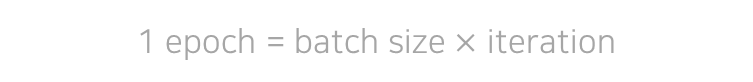 1 epoch = batch size × iteration